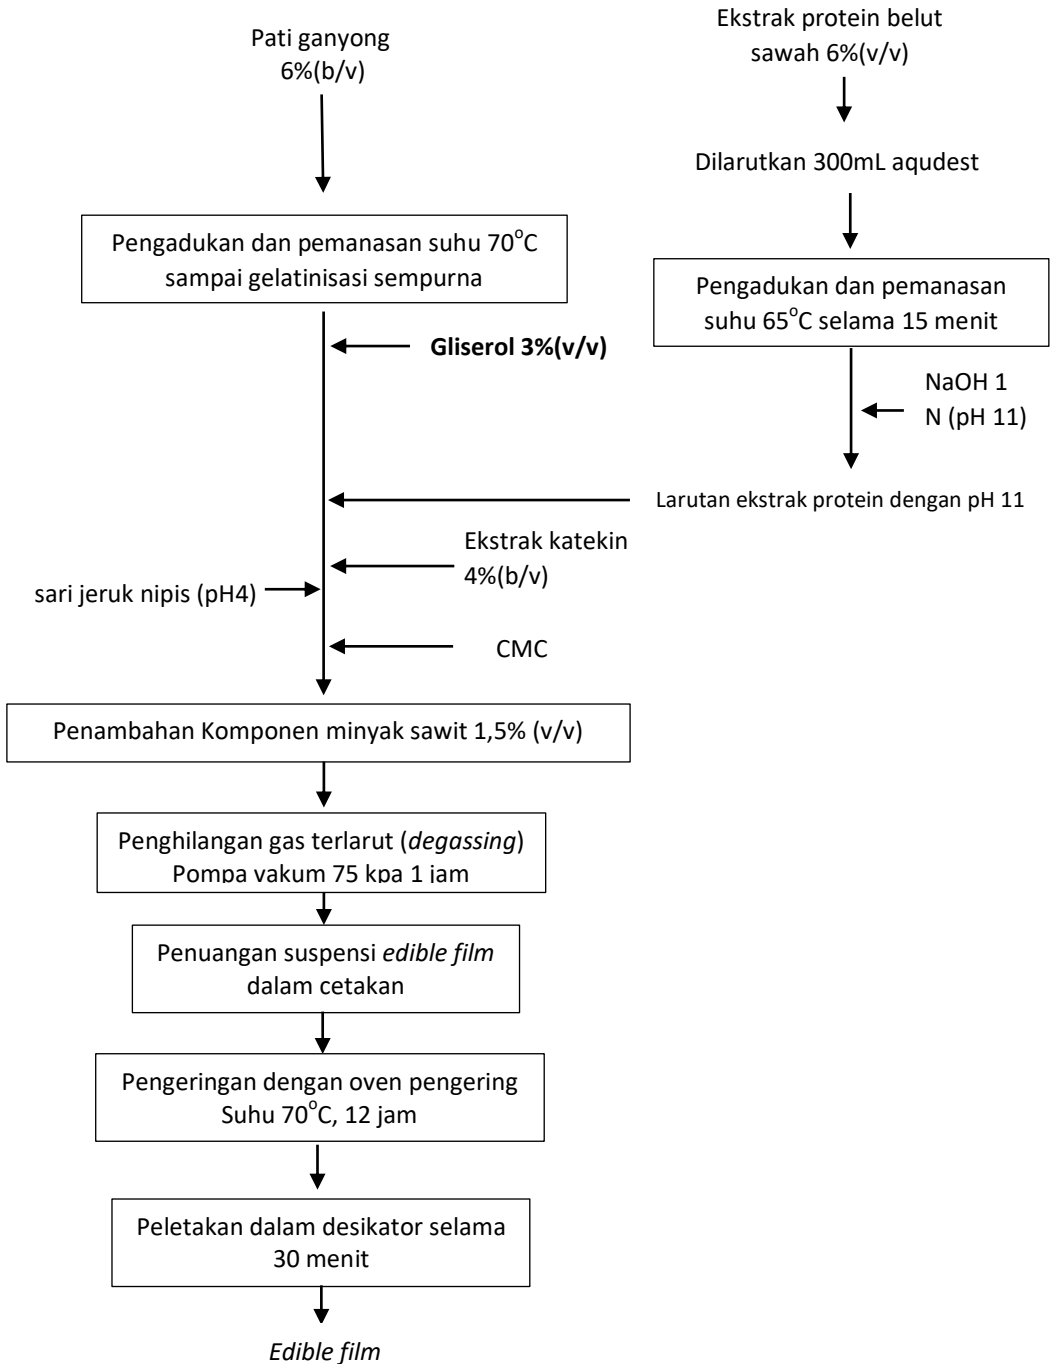 Pati ganyong
6%(b/v)
Ekstrak protein belut
sawah 6%(v/v)
Dilarutkan 300mL aqudest
Pengadukan dan pemanasan suhu 70°C
sampai gelatinisasi sempurna
Pengadukan dan pemanasan
suhu 65°C selama 15 menit
Gliserol 3%(v/v)
NaOH 1
N (pH 11)
Larutan ekstrak protein dengan pH 11
Ekstrak katekin
4%(b/v)
sari jeruk nipis (pH4)
CMC
Penambahan Komponen minyak sawit 1,5% (v/v)
Penghilangan gas terlarut (degassing)
Pompa vakum 75 kpa 1 jam
Penuangan suspensi edible film
dalam cetakan
Pengeringan dengan oven pengering
Suhu 70°C, 12 jam
Peletakan dalam desikator selama
30 menit
Edible film